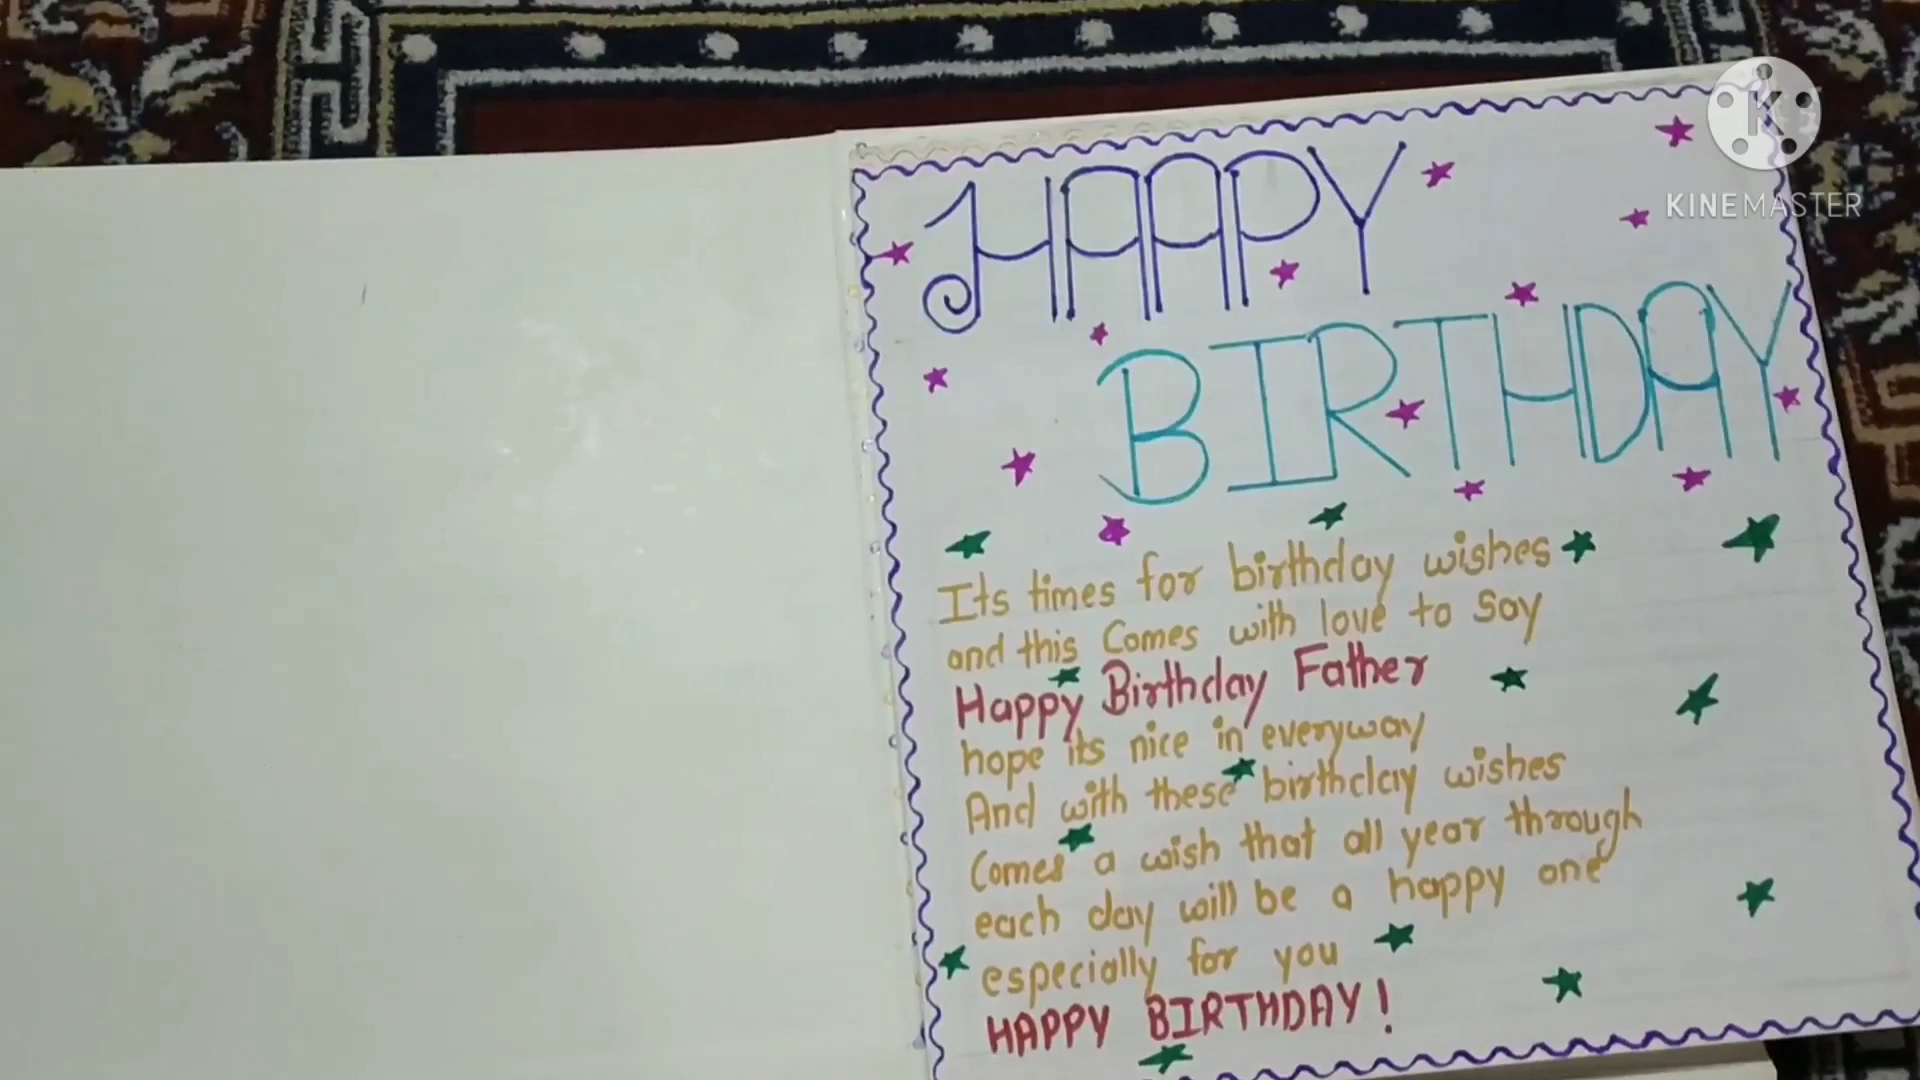 HAPPY
BIRTHDAY
Its times for birthday wishes
and this Comes with love to Say
Happy Birthday Father
hope its nice in everyway
And with these birthday wishes
Comes a wish that all year through
each day will be a happy one
especially for you
HAPPY BIRTHDAY!
K
KINEMASTER